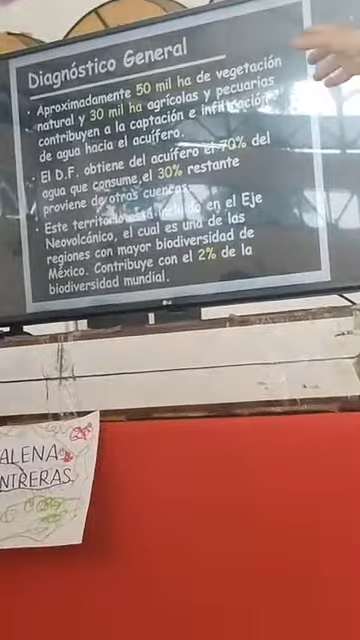 Diagnóstico General
• Aproximadamente 50 mil ha de vegetación
natural y 30 mil ha agrícolas y pecuarias
contribuyen a la captación e infiltración
de agua hacia el acuífero.
• El D.F. obtiene del acuífero el 70% del
agua que consume,el 30% restante
proviene de otras cuencas
• Este territorio está incluido en el Eje
Neovolcánico, el cual es una de las
regiones con mayor biodiversidad de
México. Contribuye con el 2% de la
biodiversidad mundial.
LG
ALENA
NTRERAS